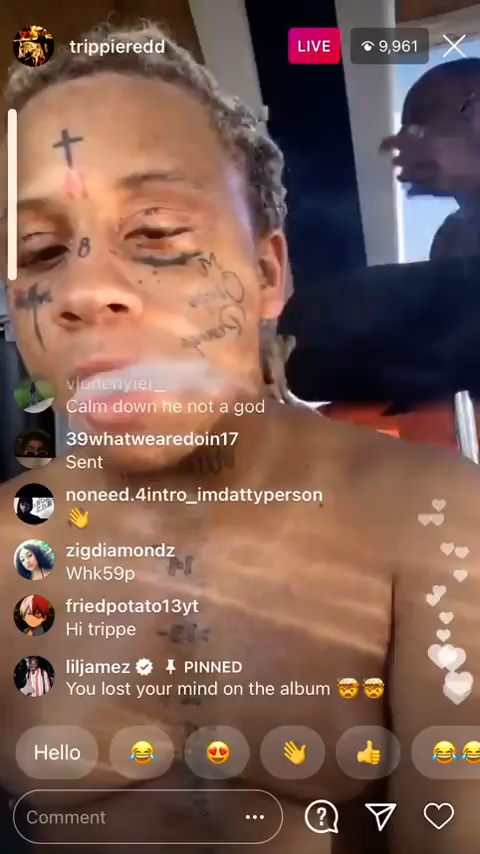 trippieredd
LIVE
9,961
vlonenyler_
Calm down he not a god
39whatwearedoin17
Sent
noneed.4intro_imdattyperson
👋
zigdiamondz
Whk59p
friedpotato13yt
Hi trippe
liljamez PINNED
You lost your mind on the album 🤯🤯
Hello 😂 😍 👋 👍 😂😂
Comment